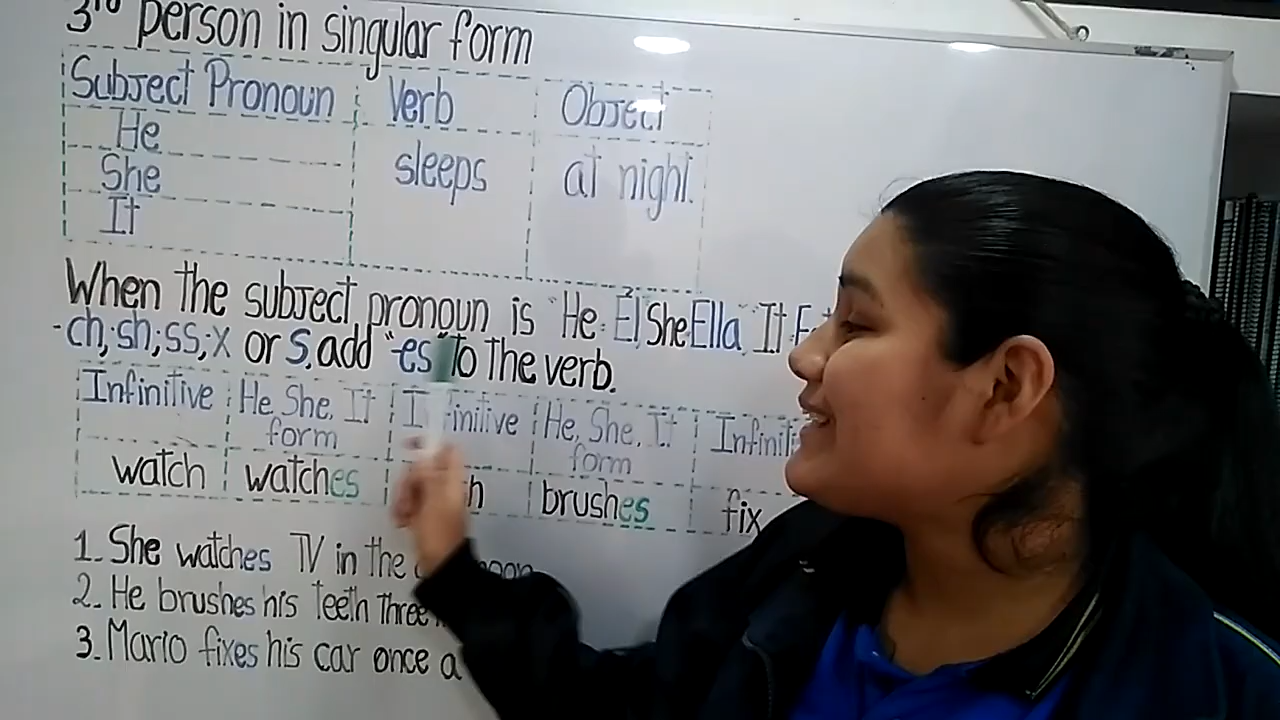 3rd person in singular form
Subject Pronoun Verb Object
He
She sleeps at night.
It
When the subject pronoun is "He: Él, She Ella, It
-ch, sh, ss, x or s, add "es" to the verb.
Infinitive He, She, It form Infinitive He, She, It form
watch watches brushes fix
1. She watches TV in the
2. He brushes his teeth three
3. Mario fixes his car once a